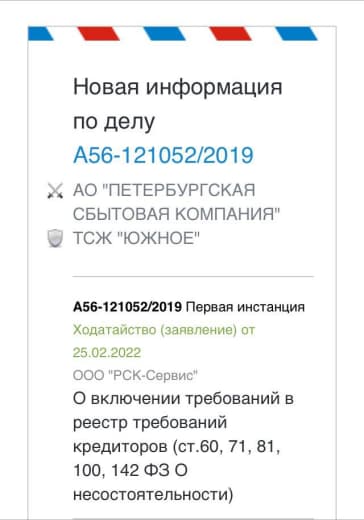 Новая информация
по делу
А56-121052/2019
АО "ПЕТЕРБУРГСКАЯ
СБЫТОВАЯ КОМПАНИЯ"
ТСЖ "ЮЖНОЕ"
А56-121052/2019 Первая инстанция
Ходатайство (заявление) от
25.02.2022
ООО "РСК-Сервис"
О включении требований в
реестр требований
кредиторов (ст.60, 71, 81,
100, 142 ФЗ О
несостоятельности)